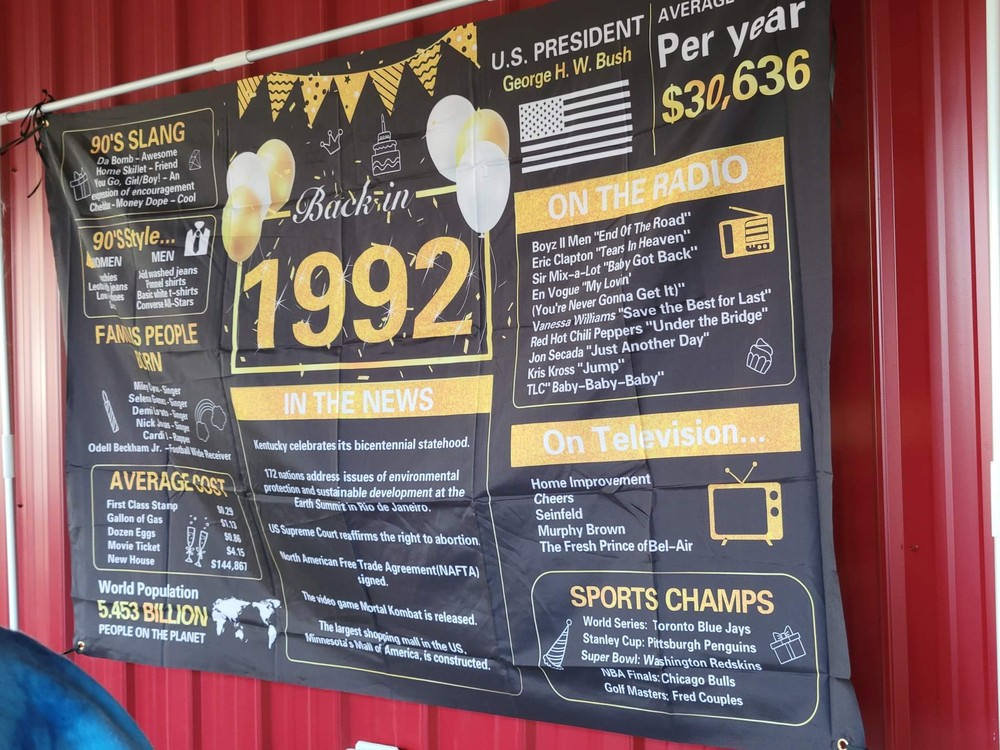 90'S SLANG
Da Bomb - Awesome
Home Skillet - Friend
You Go, Girl/Boy! - An
of encouragement
- Money Dope - Cool
90'S Style...
MEN
washed jeans
shirts
Basic white t-shirts
Converse All-Stars
jeans
PEOPLE
Miley - Singer
Selena - Singer
Demi - Singer
Nick - Singer
Cardi
Odell Beckham Jr. - Football Wide Receiver
AVERAGE COST
First Class Stamp $0.29
Gallon of Gas $1.13
Dozen Eggs $0.86
Movie Ticket $4.15
New House $144,867
World Population
5.453 BILLION
PEOPLE ON THE PLANET
Back in
1992
IN THE NEWS
Kentucky celebrates its bicentennial statehood.
172 nations address issues of environmental
protection and sustainable development at the
Earth Summit in Rio de Janeiro.
US Supreme Court reaffirms the right to abortion.
North American Free Trade Agreement(NAFTA)
signed.
The video game Mortal Kombat is released.
The largest shopping mall in the US,
Minnesota's Mall of America, is constructed.
U.S. PRESIDENT
George H. W. Bush
AVERAGE
Per year
$30,636
ON THE RADIO
Boyz II Men "End Of The Road"
Eric Clapton "Tears In Heaven"
Sir Mix-a-Lot "Baby Got Back"
En Vogue "My Lovin'
(You're Never Gonna Get It)"
Vanessa Williams "Save the Best for Last"
Red Hot Chili Peppers "Under the Bridge"
Jon Secada "Just Another Day"
Kris Kross "Jump"
TLC" Baby-Baby-Baby"
On Television...
Home Improvement
Cheers
Seinfeld
Murphy Brown
The Fresh Prince of Bel-Air
SPORTS CHAMPS
World Series: Toronto Blue Jays
Stanley Cup: Pittsburgh Penguins
Super Bowl: Washington Redskins
NBA Finals: Chicago Bulls
Golf Masters: Fred Couples